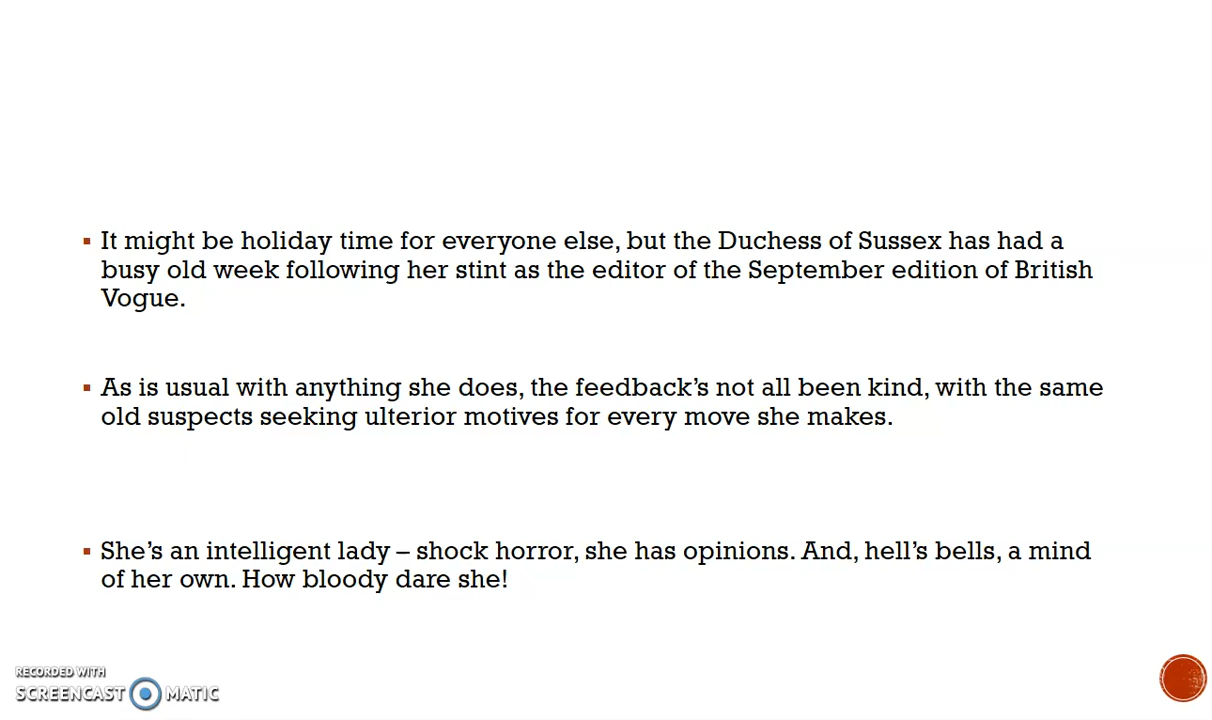 ▪ It might be holiday time for everyone else, but the Duchess of Sussex has had a
busy old week following her stint as the editor of the September edition of British
Vogue.
▪ As is usual with anything she does, the feedback's not all been kind, with the same
old suspects seeking ulterior motives for every move she makes.
▪ She's an intelligent lady – shock horror, she has opinions. And, hell's bells, a mind
of her own. How bloody dare she!
RECORDED WITH
SCREENCAST MATIC